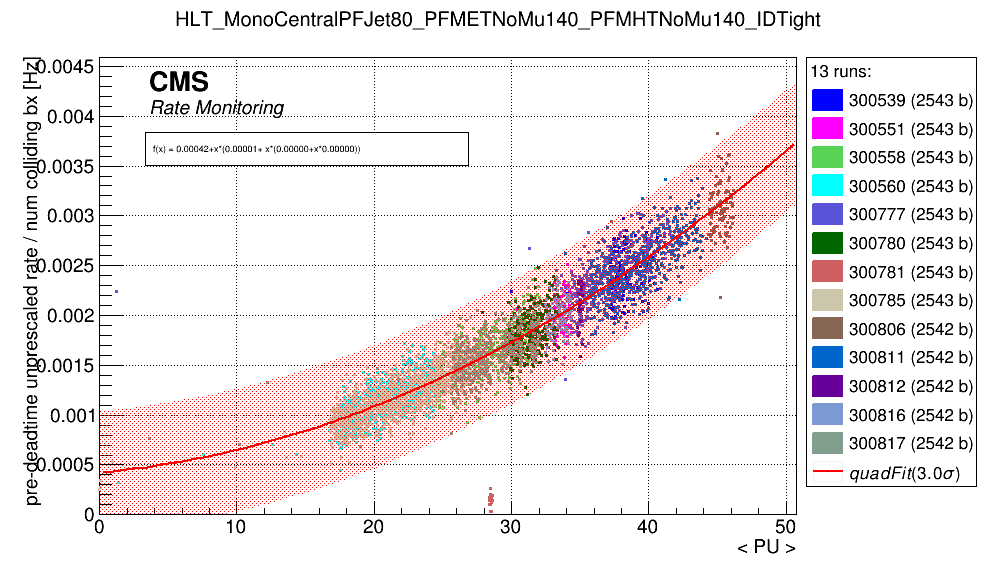 HLT_MonoCentralPFJet80_PFMETNoMu140_PFMHTNoMu140_IDTight
pre-deadtime unprescaled rate / num colliding bx [Hz]
CMS
Rate Monitoring
f(x) = 0.00042+x*(0.00001+ x*(0.00000+x*0.00000))
0.0045
0.004
0.0035
0.003
0.0025
0.002
0.0015
0.001
0.0005
0
0 10 20 30 40 50
< PU >
13 runs:
300539 (2543 b)
300551 (2543 b)
300558 (2543 b)
300560 (2543 b)
300777 (2543 b)
300780 (2543 b)
300781 (2543 b)
300785 (2543 b)
300806 (2542 b)
300811 (2542 b)
300812 (2542 b)
300816 (2542 b)
300817 (2542 b)
quadFit(3.0σ)